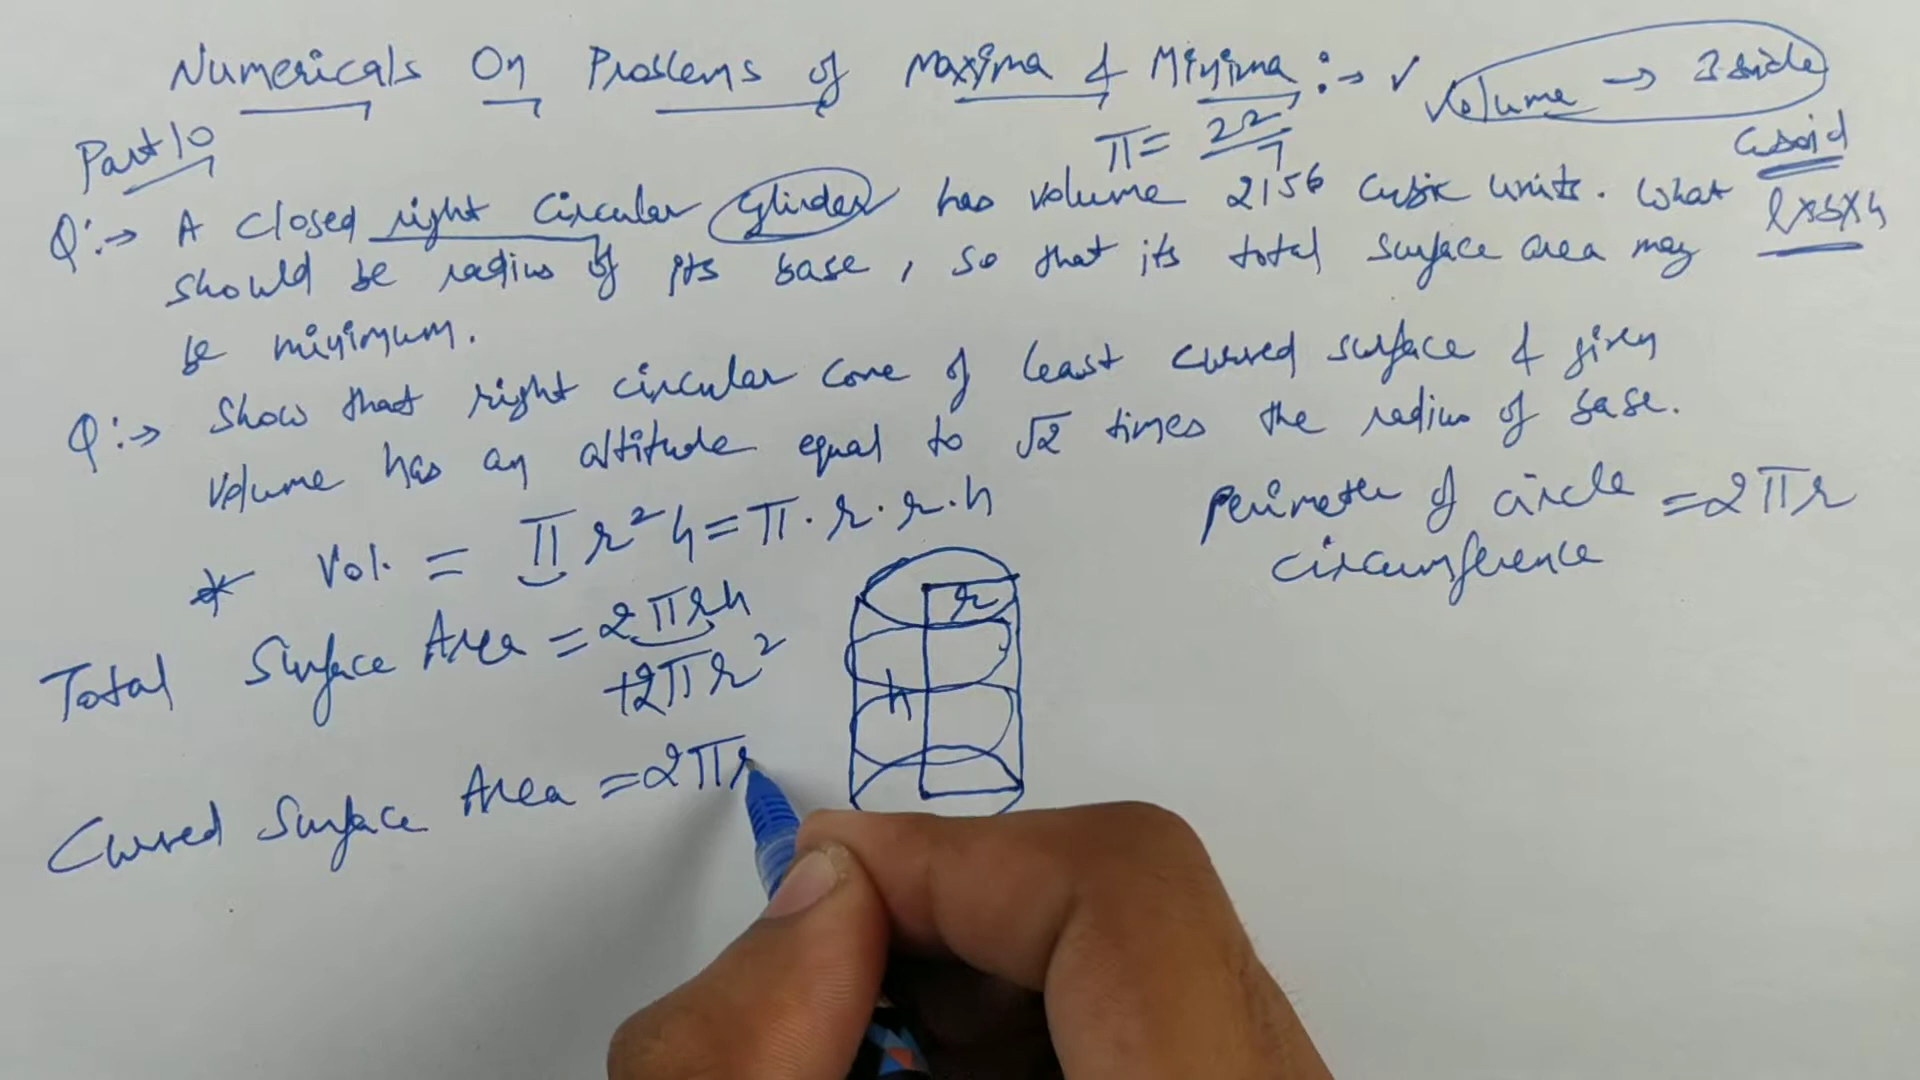 Numericals On Problems of Maxima & Minima :→ ✓
Volume → 3 side
Part 10
π = 22/7
Cuboid
l×b×h
Q:→ A closed right circular cylinder has volume 2156 cubic units. What
should be radius of its base, so that its total surface area may
be minimum.
Q:→ Show that right circular cone of least curved surface & given
volume has an altitude equal to √2 times the radius of base.
* Vol. = πr²h = π·r·r·h
Perimeter of circle = 2πr
circumference
r
h
Total Surface Area = 2πrh
+2πr²
Curved Surface Area = 2πr